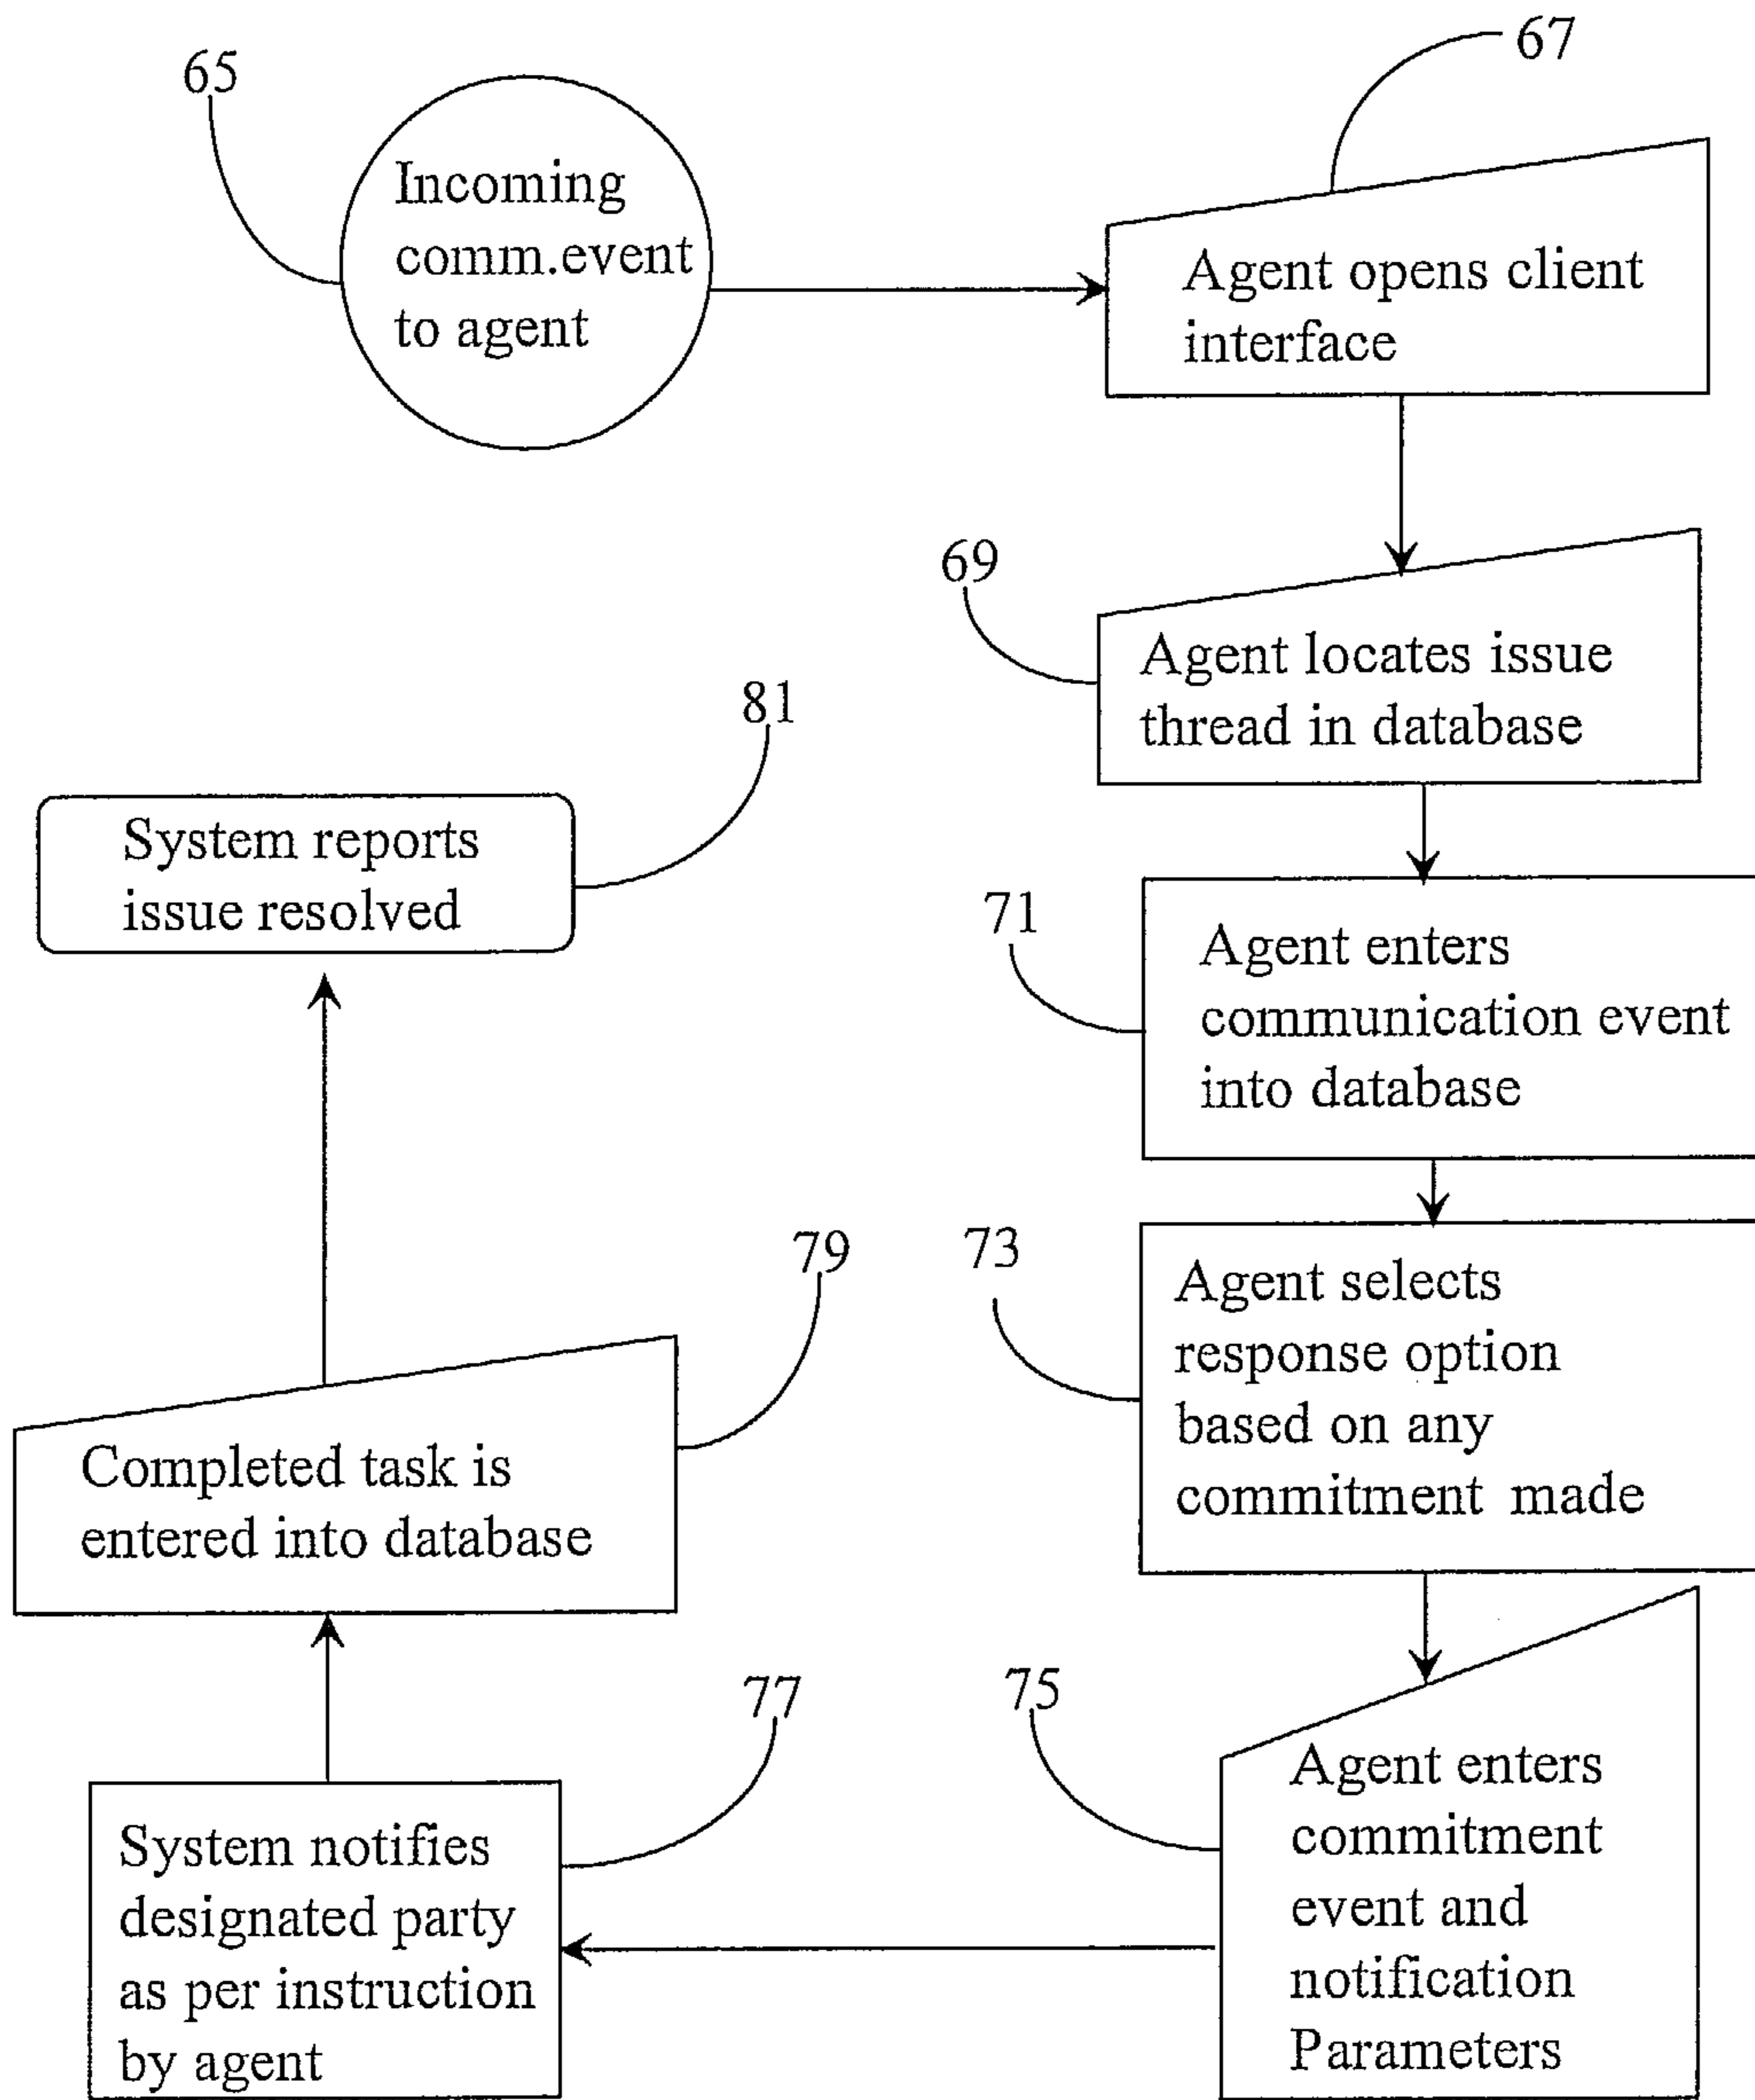 65
Incoming
comm.event
to agent
67
Agent opens client
interface
69
Agent locates issue
thread in database
71
Agent enters
communication event
into database
73
Agent selects
response option
based on any
commitment made
75
Agent enters
commitment
event and
notification
Parameters
77
System notifies
designated party
as per instruction
by agent
79
Completed task is
entered into database
81
System reports
issue resolved